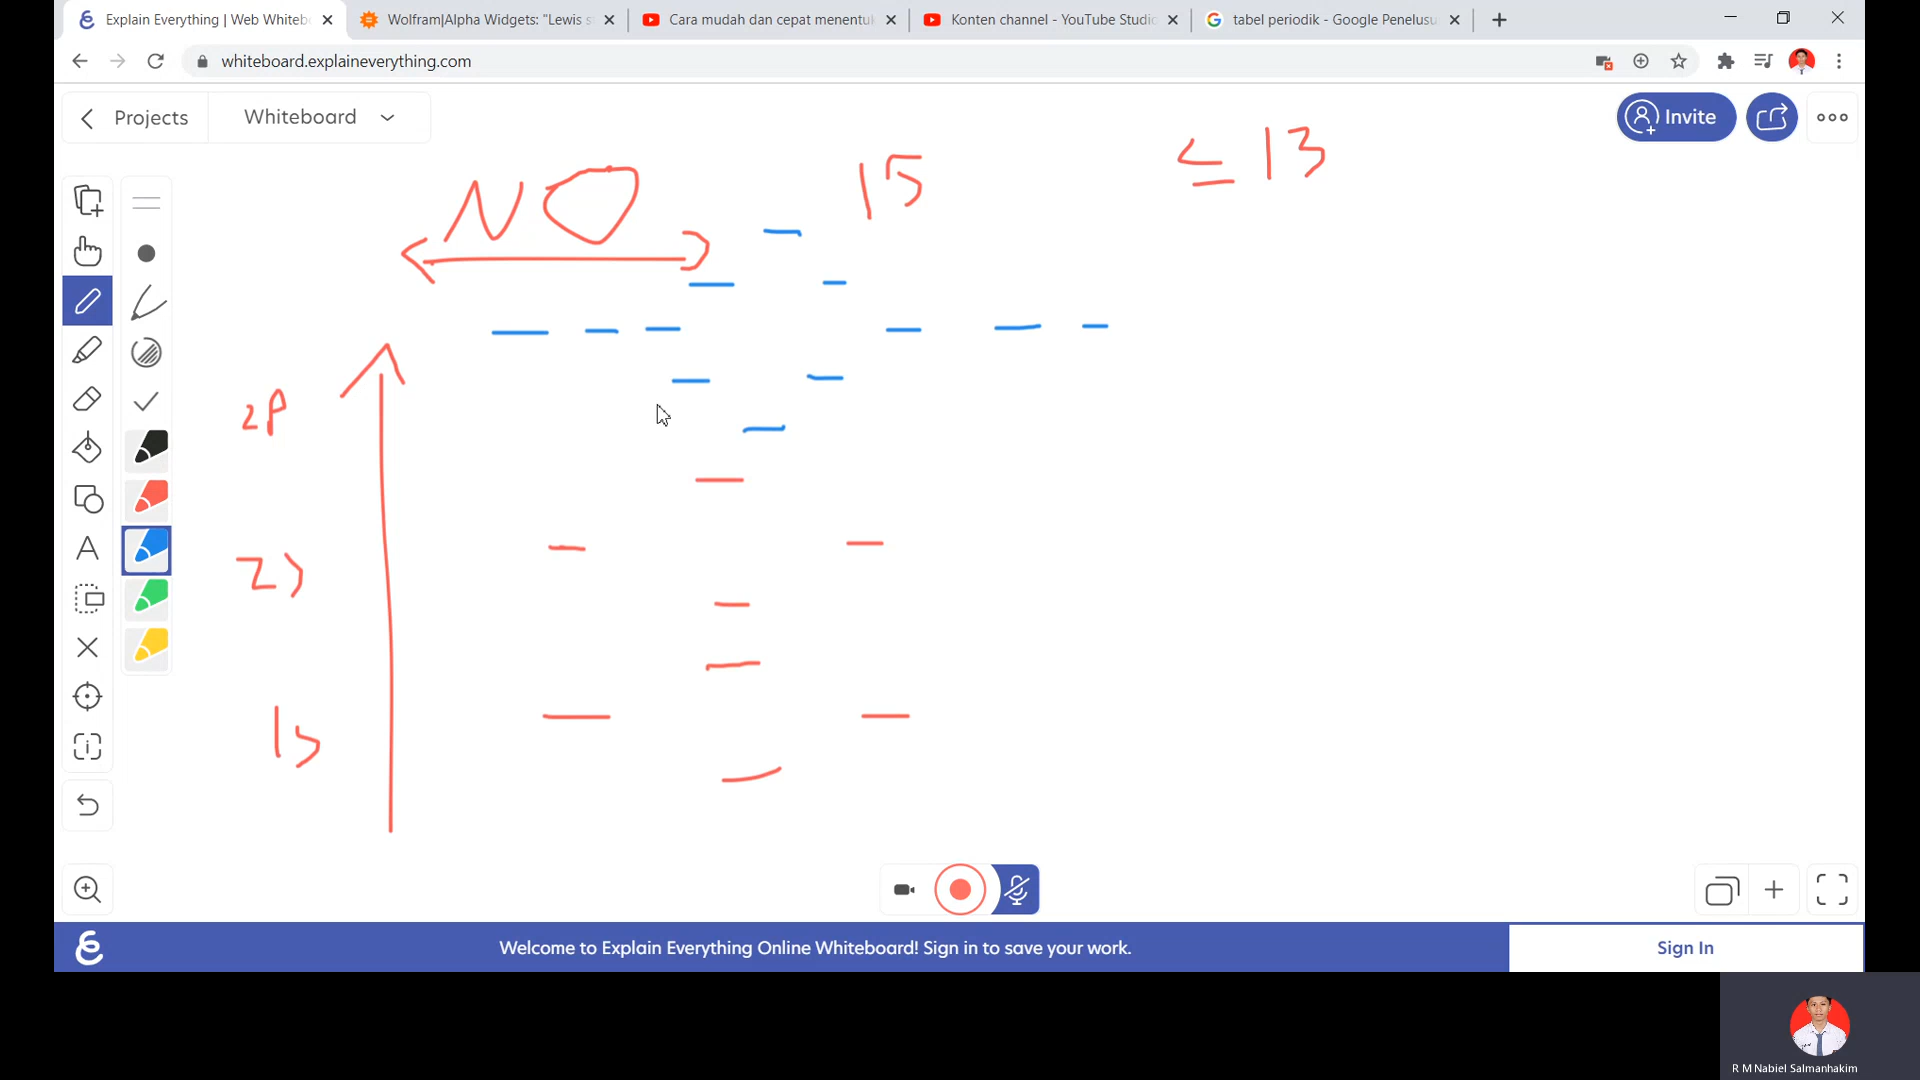 Explain Everything | Web Whiteb
Wolfram|Alpha Widgets: "Lewis s
Cara mudah dan cepat menentu
Konten channel - YouTube Studio
tabel periodik - Google Penelusu
whiteboard.explaineverything.com
Projects
Whiteboard
Invite
NO
15
≤ 13
2P
2s
1s
A
Welcome to Explain Everything Online Whiteboard! Sign in to save your work.
Sign In
R M Nabiel Salmanhakim